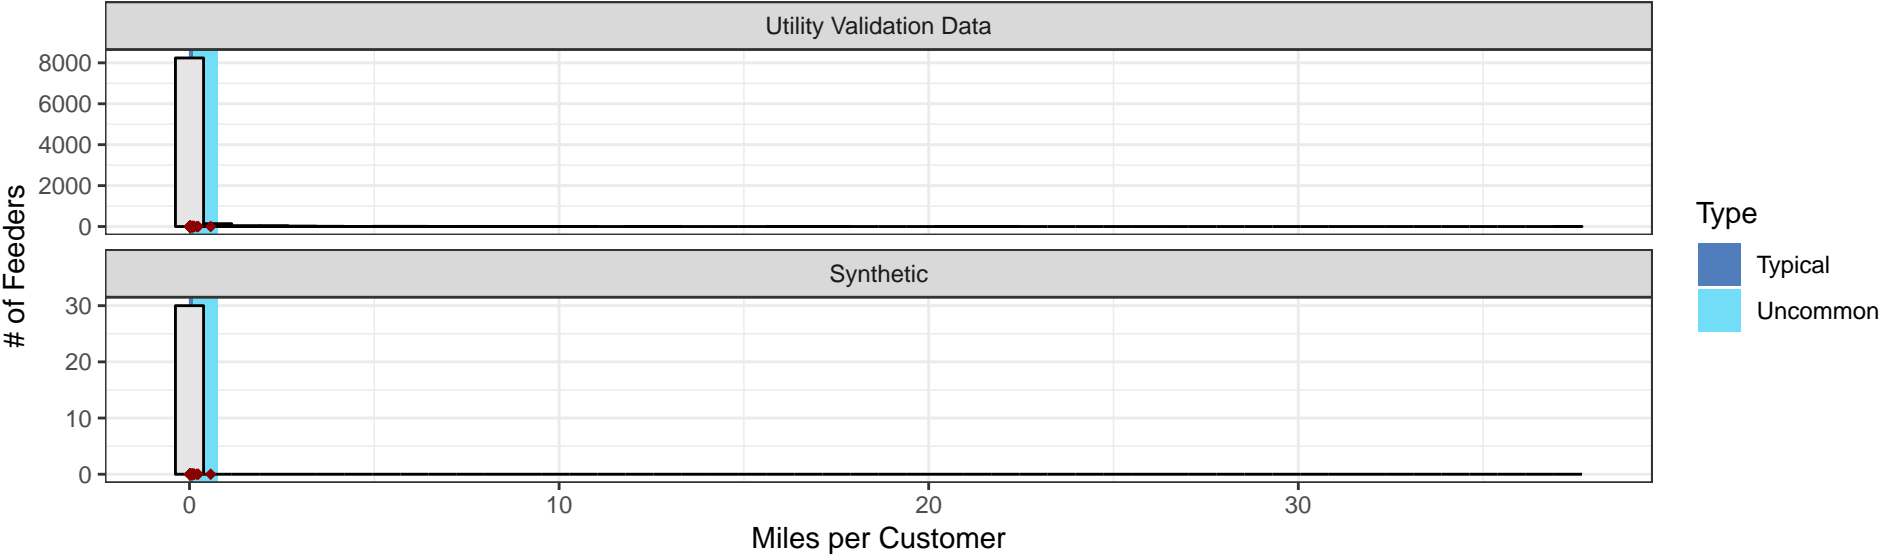 Utility Validation Data
8000
6000
4000
2000
0
# of Feeders
Synthetic
30
20
10
0
0 10 20 30
Miles per Customer
Type
Typical
Uncommon